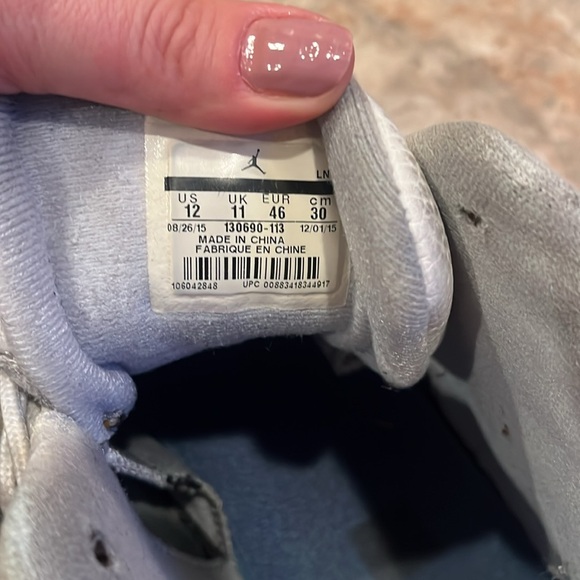 LN
US UK EUR cm
12 11 46 30
08/26/15 130690-113 12/01/15
MADE IN CHINA
FABRIQUE EN CHINE
106042848 UPC 00883418344917